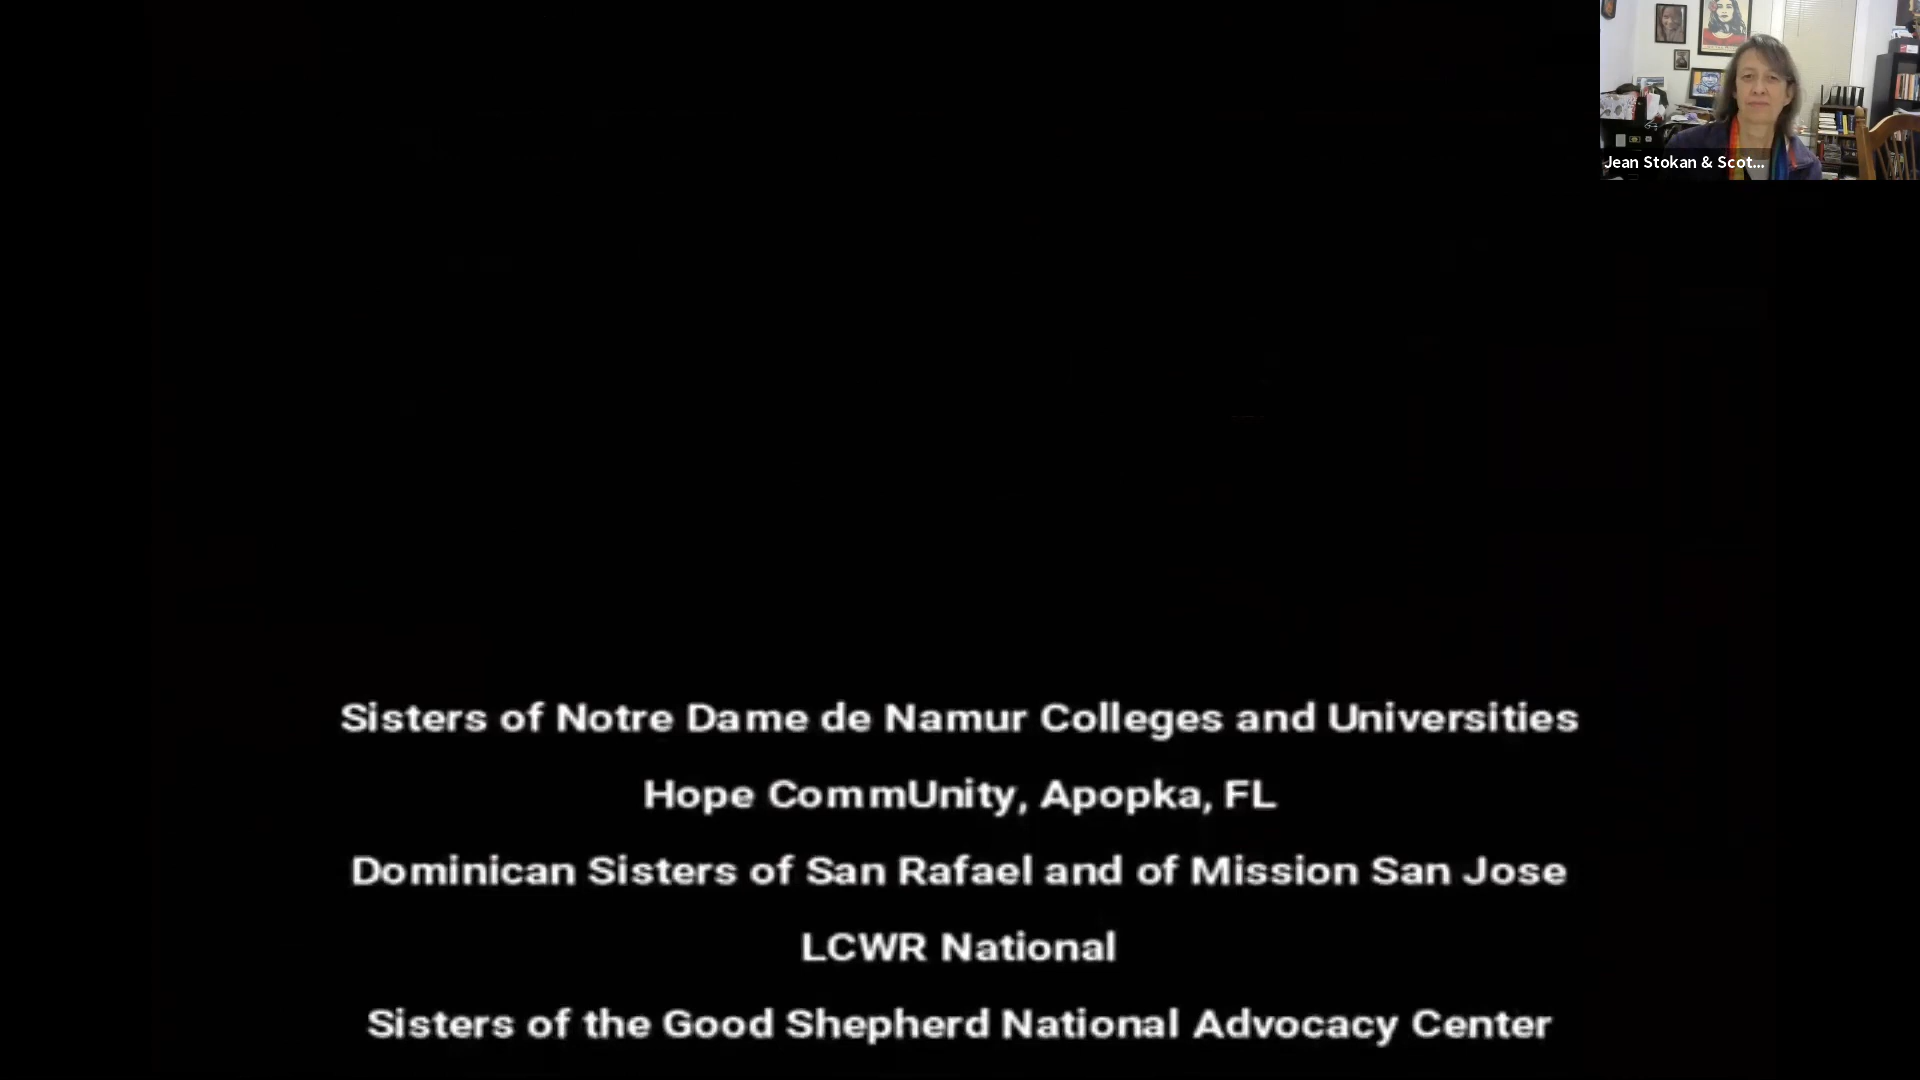 Jean Stokan & Scot...
Sisters of Notre Dame de Namur Colleges and Universities
Hope CommUnity, Apopka, FL
Dominican Sisters of San Rafael and of Mission San Jose
LCWR National
Sisters of the Good Shepherd National Advocacy Center